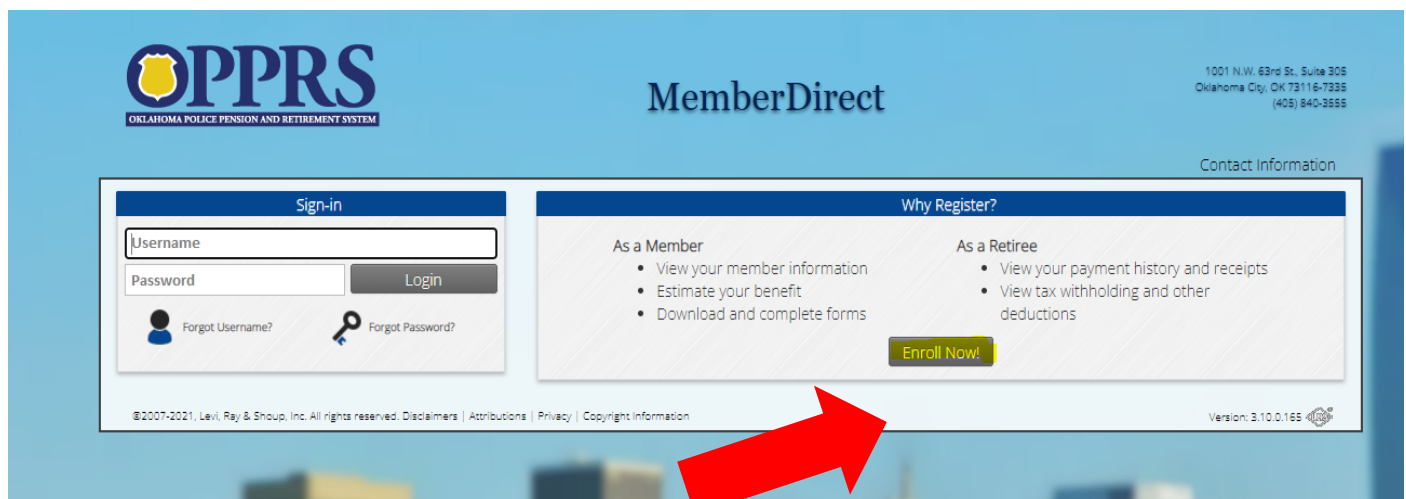 OPPRS
OKLAHOMA POLICE PENSION AND RETIREMENT SYSTEM
MemberDirect
1001 N.W. 63rd St., Suite 305
Oklahoma City, OK 73116-7335
(405) 840-3555
Contact Information
Sign-in
Username
Password
Login
Forgot Username?
Forgot Password?
Why Register?
As a Member
• View your member information
• Estimate your benefit
• Download and complete forms
As a Retiree
• View your payment history and receipts
• View tax withholding and other
deductions
Enroll Now!
©2007-2021, Levi, Ray & Shoup, Inc. All rights reserved. Disclaimers | Attributions | Privacy | Copyright Information
Version: 3.10.0.165